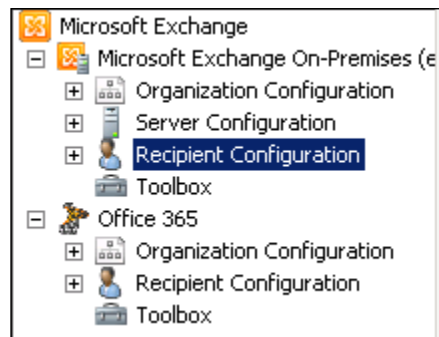 Microsoft Exchange
Microsoft Exchange On-Premises (e
Organization Configuration
Server Configuration
Recipient Configuration
Toolbox
Office 365
Organization Configuration
Recipient Configuration
Toolbox